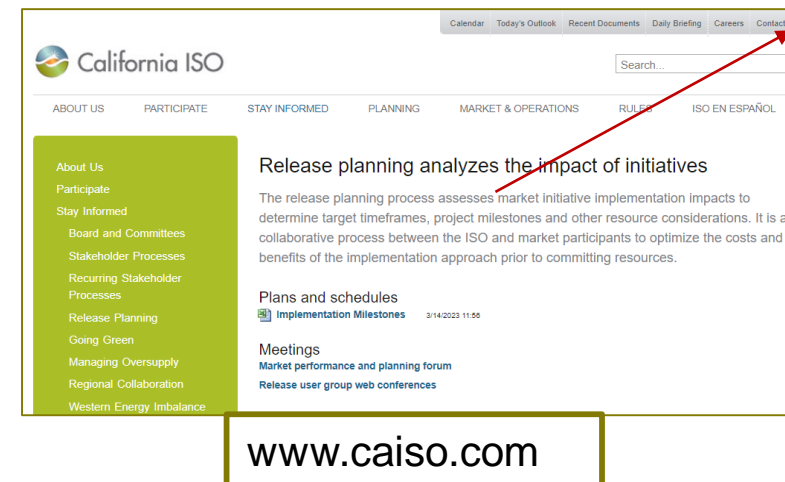 Calendar Today's Outlook Recent Documents Daily Briefing Careers Contact
California ISO
Search...
ABOUT US PARTICIPATE STAY INFORMED PLANNING MARKET & OPERATIONS RULES ISO EN ESPAÑOL
About Us
Participate
Stay Informed
Board and Committees
Stakeholder Processes
Recurring Stakeholder
Processes
Release Planning
Going Green
Managing Oversupply
Regional Collaboration
Western Energy Imbalance
Release planning analyzes the impact of initiatives
The release planning process assesses market initiative implementation impacts to
determine target timeframes, project milestones and other resource considerations. It is a
collaborative process between the ISO and market participants to optimize the costs and
benefits of the implementation approach prior to committing resources.
Plans and schedules
Implementation Milestones 3/14/2023 11:56
Meetings
Market performance and planning forum
Release user group web conferences
www.caiso.com